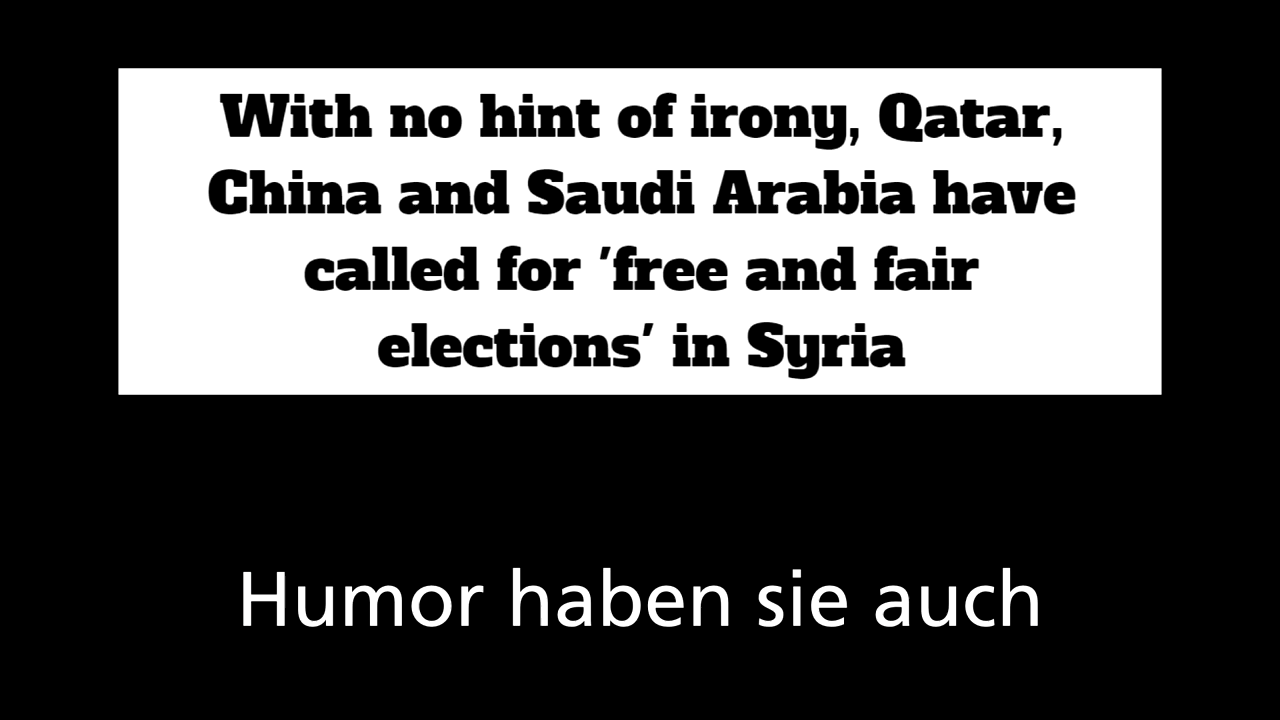 With no hint of irony, Qatar,
China and Saudi Arabia have
called for 'free and fair
elections' in Syria
Humor haben sie auch